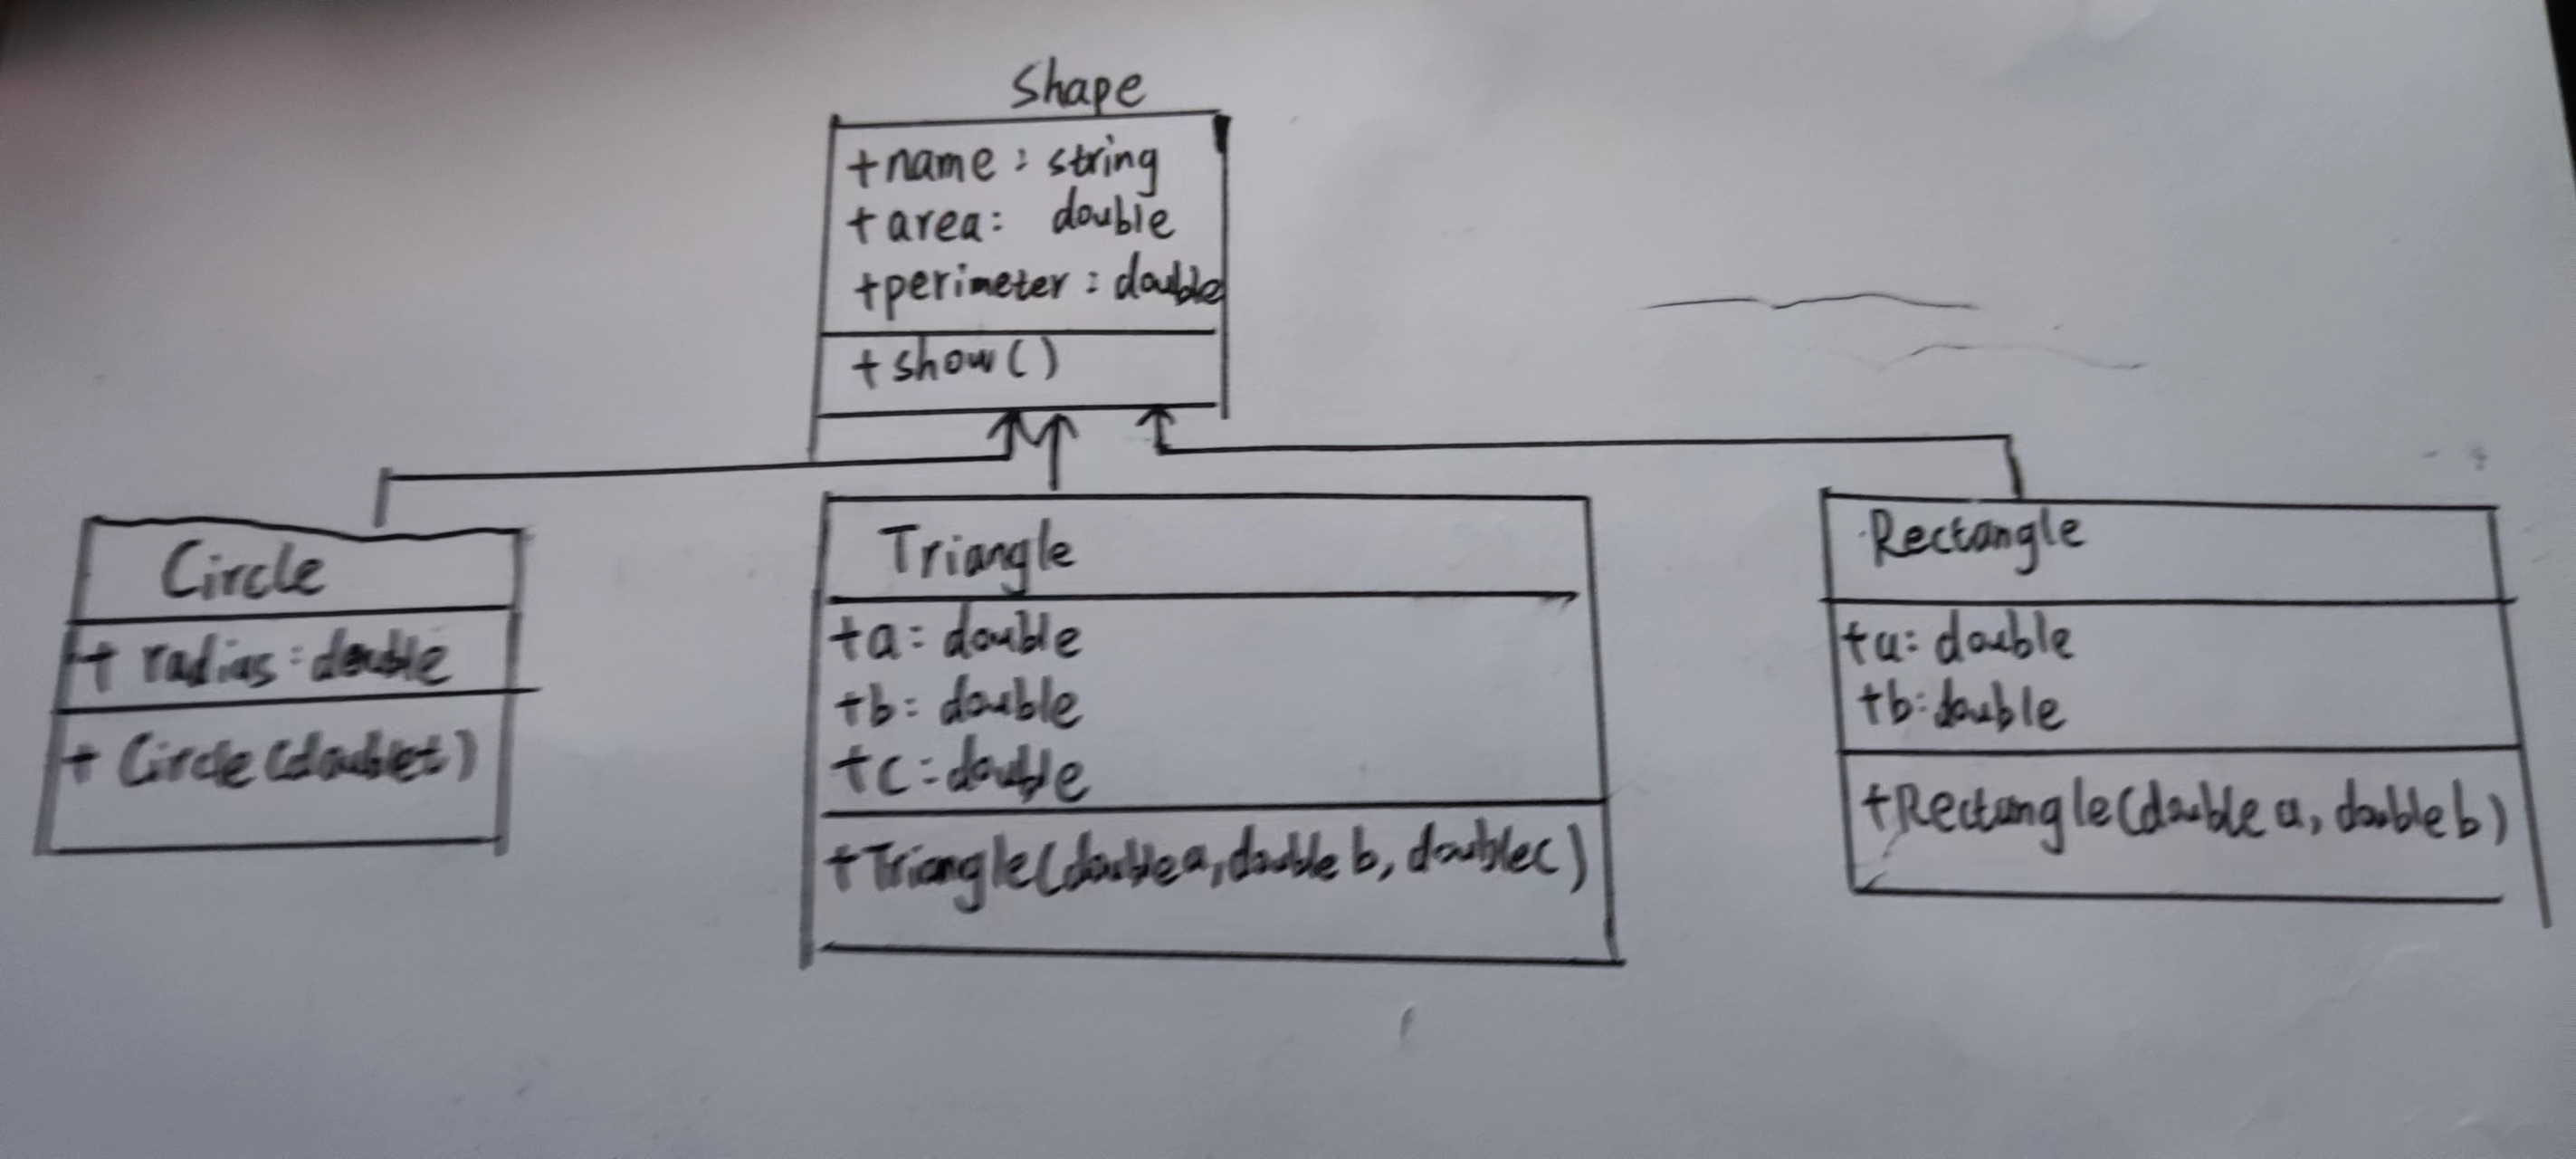 Shape
+name: string
+area: double
+perimeter: double
+show()
Circle
+ radius: double
+ Circle(double r)
Triangle
+a: double
+b: double
+c: double
+Triangle(double a, double b, double c)
Rectangle
+a: double
+b: double
+Rectangle(double a, double b)